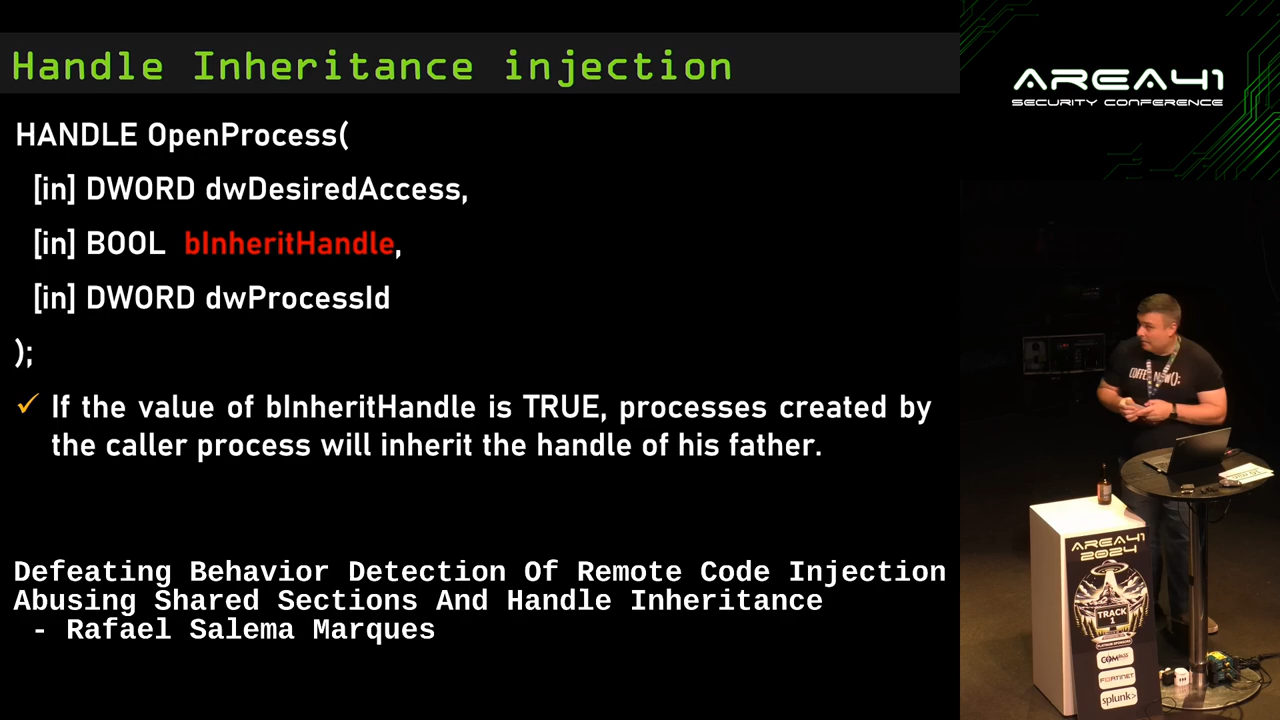 Handle Inheritance injection
HANDLE OpenProcess(
[in] DWORD dwDesiredAccess,
[in] BOOL bInheritHandle,
[in] DWORD dwProcessId
);
✓ If the value of bInheritHandle is TRUE, processes created by
the caller process will inherit the handle of his father.
Defeating Behavior Detection Of Remote Code Injection
Abusing Shared Sections And Handle Inheritance
- Rafael Salema Marques
AREA41
SECURITY CONFERENCE
AREA41
2024
TRACK
1
COMPASS
FORTINET
splunk>